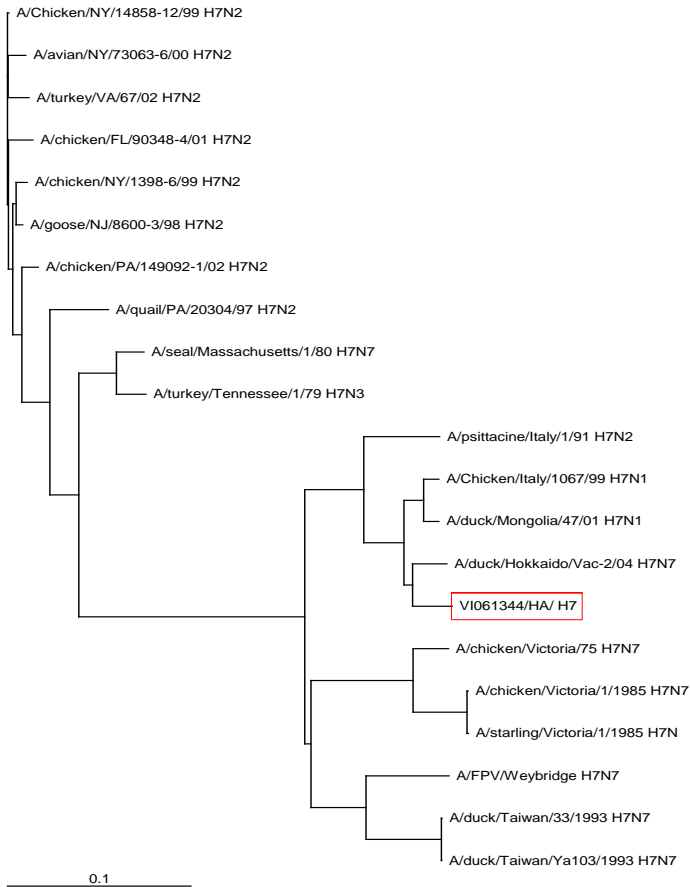 A/Chicken/NY/14858-12/99 H7N2
A/avian/NY/73063-6/00 H7N2
A/turkey/VA/67/02 H7N2
A/chicken/FL/90348-4/01 H7N2
A/chicken/NY/1398-6/99 H7N2
A/goose/NJ/8600-3/98 H7N2
A/chicken/PA/149092-1/02 H7N2
A/quail/PA/20304/97 H7N2
A/seal/Massachusetts/1/80 H7N7
A/turkey/Tennessee/1/79 H7N3
A/psittacine/Italy/1/91 H7N2
A/Chicken/Italy/1067/99 H7N1
A/duck/Mongolia/47/01 H7N1
A/duck/Hokkaido/Vac-2/04 H7N7
VI061344/HA/ H7
A/chicken/Victoria/75 H7N7
A/chicken/Victoria/1/1985 H7N7
A/starling/Victoria/1/1985 H7N
A/FPV/Weybridge H7N7
A/duck/Taiwan/33/1993 H7N7
A/duck/Taiwan/Ya103/1993 H7N7
0.1